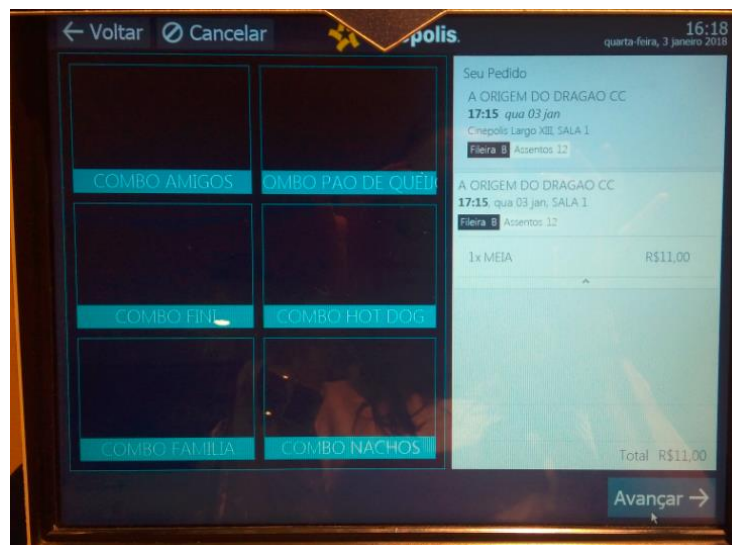 ← Voltar
Cancelar
polis.
16:18
quarta-feira, 3 janeiro 2018
COMBO AMIGOS
OMBO PAO DE QUEIJ
COMBO FINI
COMBO HOT DOG
COMBO FAMILIA
COMBO NACHOS
Seu Pedido
A ORIGEM DO DRAGAO CC
17:15 qua 03 jan
Cinepolis Largo XIII, SALA 1
Fileira B Assentos 12
A ORIGEM DO DRAGAO CC
17:15 qua 03 jan, SALA 1
Fileira B Assentos 12
1x MEIA R$11,00
Total R$11,00
Avançar →